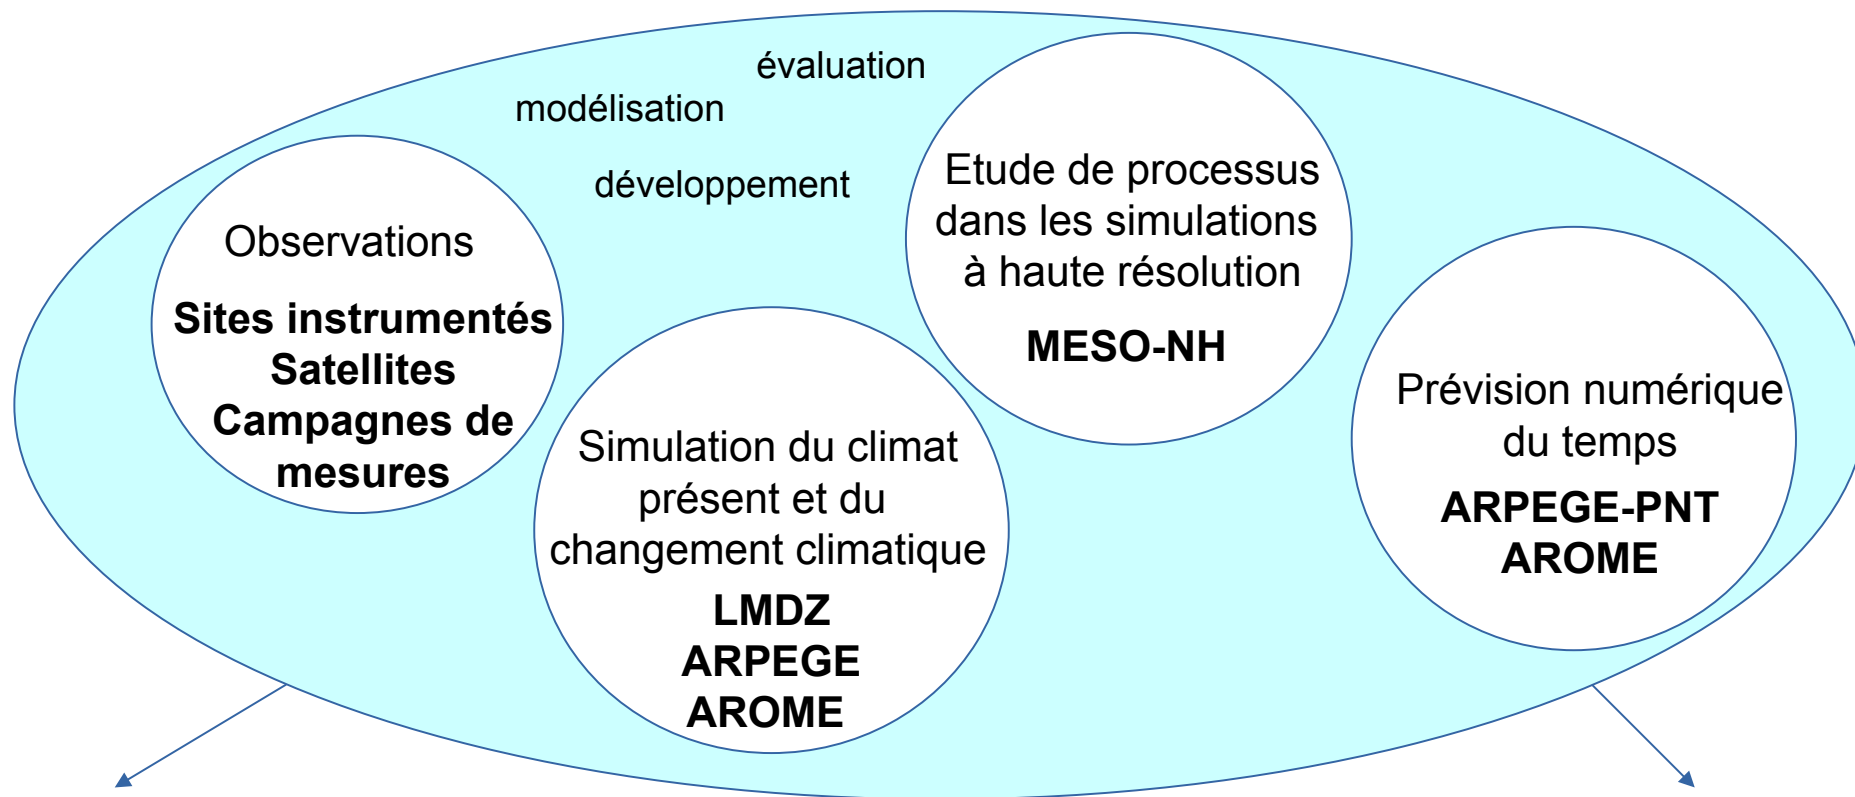 évaluation
modélisation
développement
Observations
Sites instrumentés
Satellites
Campagnes de
mesures
Simulation du climat
présent et du
changement climatique
LMDZ
ARPEGE
AROME
Etude de processus
dans les simulations
à haute résolution
MESO-NH
Prévision numérique
du temps
ARPEGE-PNT
AROME